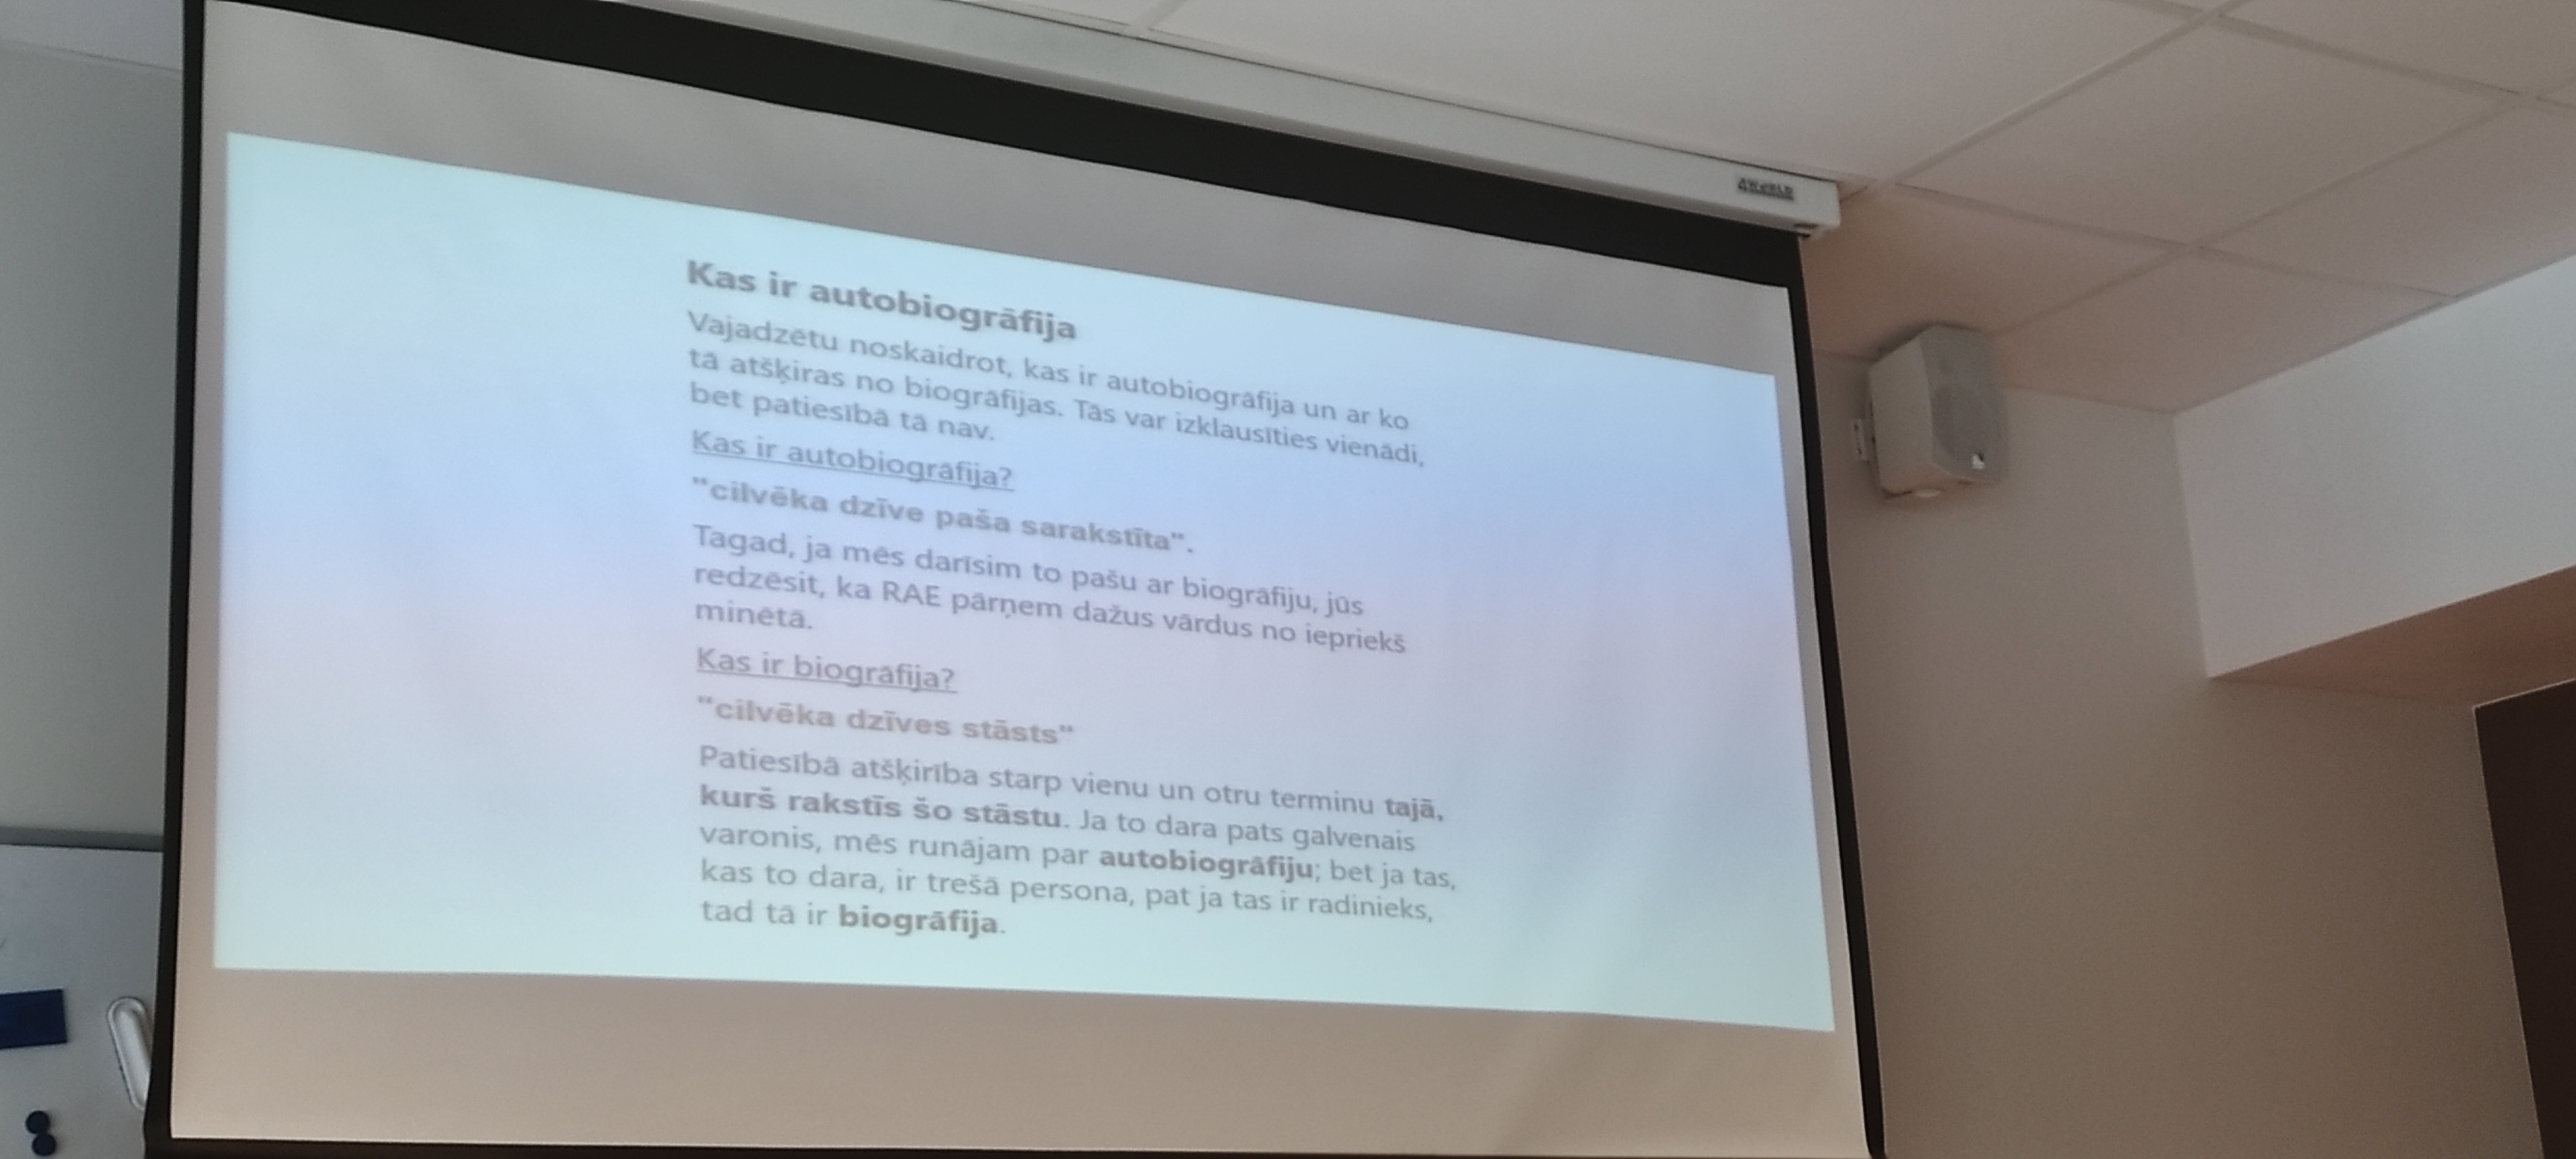 4WORLD
Kas ir autobiogrāfija
Vajadzētu noskaidrot, kas ir autobiogrāfija un ar ko
tā atšķiras no biogrāfijas. Tās var izklausīties vienādi,
bet patiesībā tā nav.
Kas ir autobiogrāfija?
"cilvēka dzīve paša sarakstīta".
Tagad, ja mēs darīsim to pašu ar biogrāfiju, jūs
redzēsit, ka RAE pārņem dažus vārdus no iepriekš
minētā.
Kas ir biogrāfija?
"cilvēka dzīves stāsts"
Patiesībā atšķirība starp vienu un otru terminu tajā,
kurš rakstīs šo stāstu. Ja to dara pats galvenais
varonis, mēs runājam par autobiogrāfiju; bet ja tas,
kas to dara, ir trešā persona, pat ja tas ir radinieks,
tad tā ir biogrāfija.